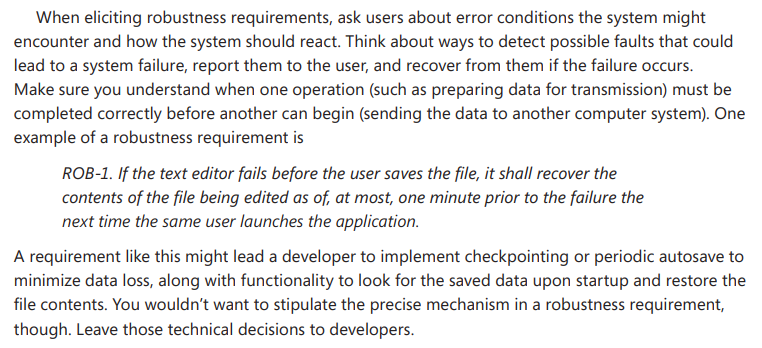 When eliciting robustness requirements, ask users about error conditions the system might
encounter and how the system should react. Think about ways to detect possible faults that could
lead to a system failure, report them to the user, and recover from them if the failure occurs.
Make sure you understand when one operation (such as preparing data for transmission) must be
completed correctly before another can begin (sending the data to another computer system). One
example of a robustness requirement is
ROB-1. If the text editor fails before the user saves the file, it shall recover the
contents of the file being edited as of, at most, one minute prior to the failure the
next time the same user launches the application.
A requirement like this might lead a developer to implement checkpointing or periodic autosave to
minimize data loss, along with functionality to look for the saved data upon startup and restore the
file contents. You wouldn’t want to stipulate the precise mechanism in a robustness requirement,
though. Leave those technical decisions to developers.